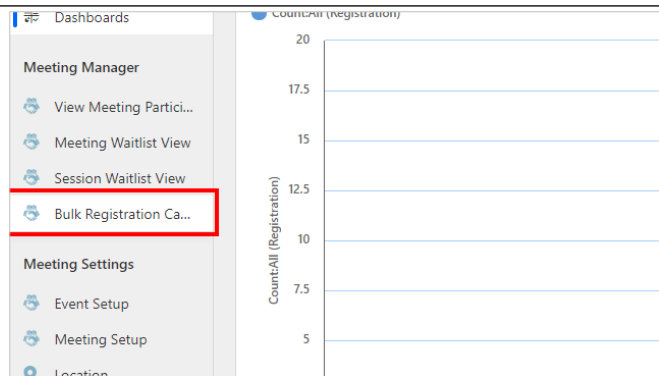 Dashboards
Meeting Manager
View Meeting Partici...
Meeting Waitlist View
Session Waitlist View
Bulk Registration Ca...
Meeting Settings
Event Setup
Meeting Setup
Location
Count:All (Registration)
20
17.5
15
12.5
10
7.5
5
Count:All (Registration)